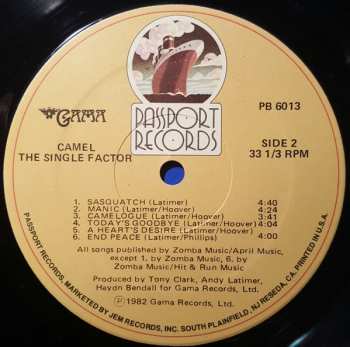 Gama
PASSPORT
RECORDS
PB 6013
CAMEL
THE SINGLE FACTOR
SIDE 2
33 1/3 RPM
1. SASQUATCH (Latimer) 4:40
2. MANIC (Latimer/Hoover) 4:24
3. CAMELOGUE (Latimer/Hoover) 3:41
4. TODAY'S GOODBYE (Latimer/Hoover) 4:04
5. A HEART'S DESIRE (Latimer/Hoover)
6. END PEACE (Latimer/Phillips) 4:00
All songs published by Zomba Music/April Music,
except 1, by Zomba Music, 6, by
Zomba Music/Hit & Run Music
Produced by Tony Clark, Andy Latimer,
Haydn Bendall for Gama Records, Ltd.
℗ 1982 Gama Records, Ltd.
PASSPORT RECORDS, MARKETED BY JEM RECORDS, INC. SOUTH PLAINFIELD, NJ RESEDA, CA. PRINTED IN U.S.A.